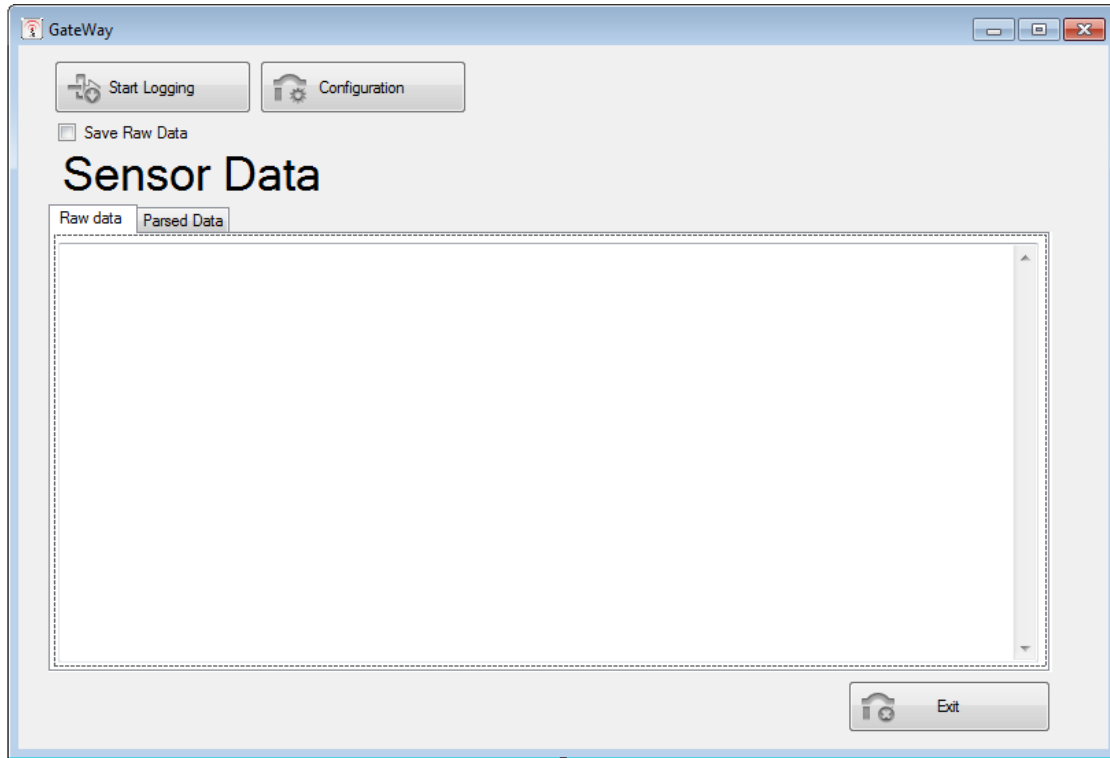 GateWay
Start Logging Configuration
Save Raw Data
Sensor Data
Raw data Parsed Data
Exit